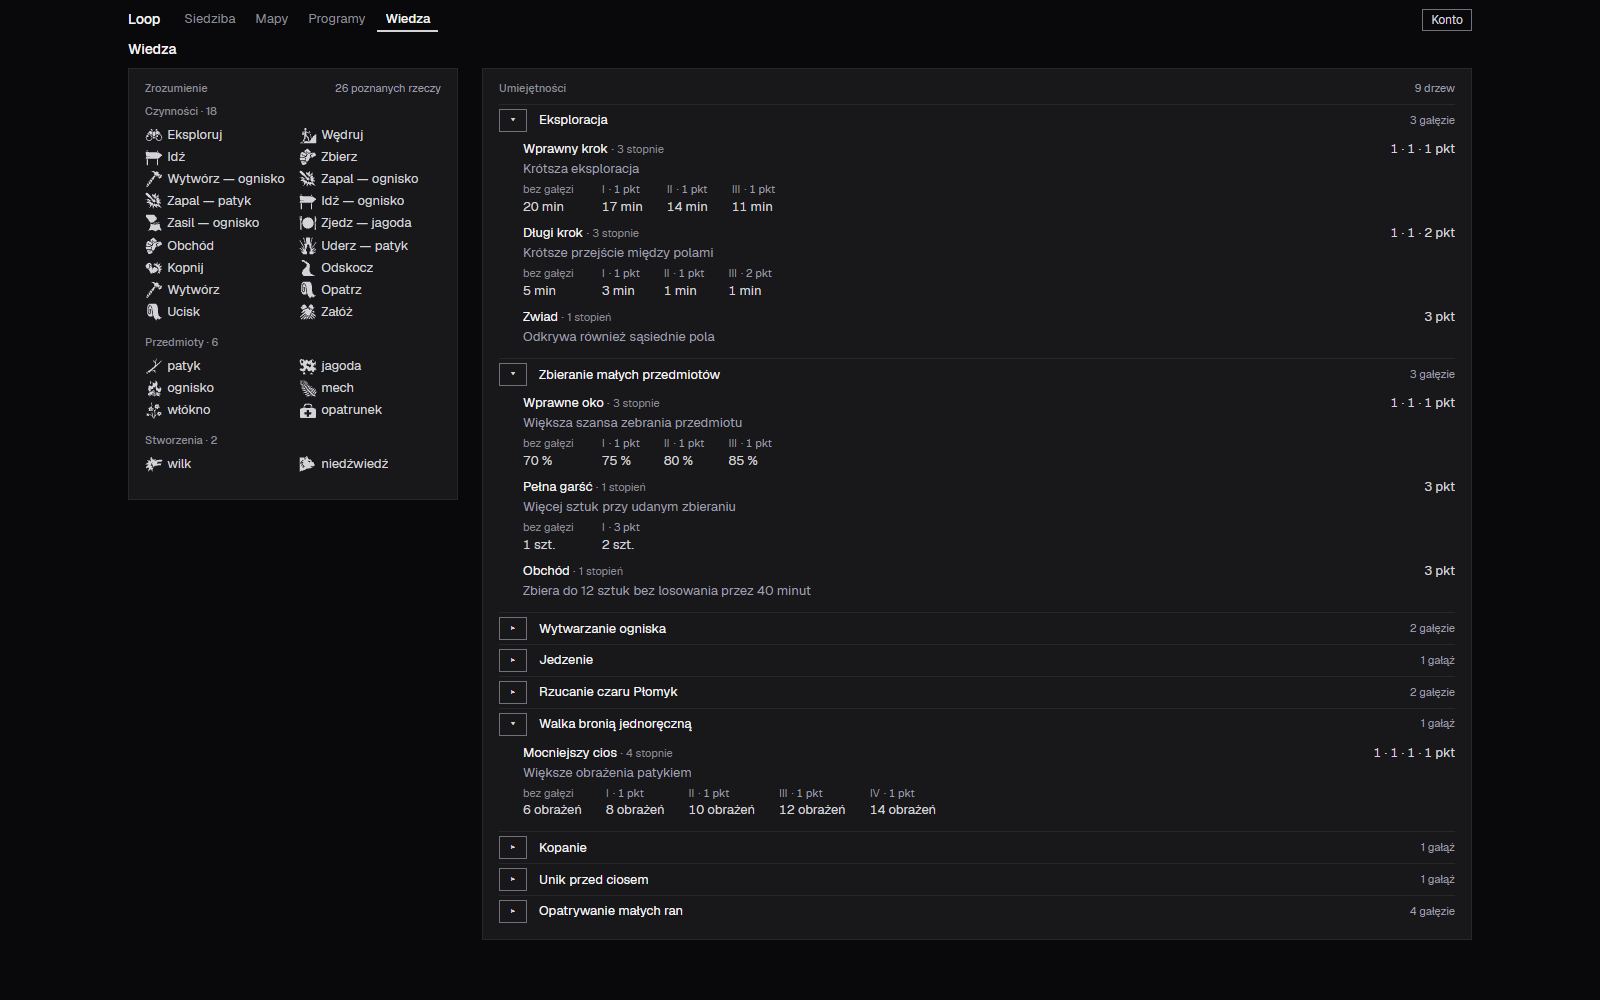 Loop Siedziba Mapy Programy Wiedza Konto
Wiedza
Zrozumienie 26 poznanych rzeczy
Czynności · 18
Eksploruj Wędruj
Idź Zbierz
Wytwórz — ognisko Zapal — ognisko
Zapal — patyk Idź — ognisko
Zasil — ognisko Zjedz — jagoda
Obchód Uderz — patyk
Kopnij Odskocz
Wytwórz Opatrz
Ucisk Załóż
Przedmioty · 6
patyk jagoda
ognisko mech
włókno opatrunek
Stworzenia · 2
wilk niedźwiedź
Umiejętności 9 drzew
Eksploracja 3 gałęzie
Wprawny krok · 3 stopnie 1 · 1 · 1 pkt
Krótsza eksploracja
bez gałęzi I · 1 pkt II · 1 pkt III · 1 pkt
20 min 17 min 14 min 11 min
Długi krok · 3 stopnie 1 · 1 · 2 pkt
Krótsze przejście między polami
bez gałęzi I · 1 pkt II · 1 pkt III · 2 pkt
5 min 3 min 1 min 1 min
Zwiad · 1 stopień 3 pkt
Odkrywa również sąsiednie pola
Zbieranie małych przedmiotów 3 gałęzie
Wprawne oko · 3 stopnie 1 · 1 · 1 pkt
Większa szansa zebrania przedmiotu
bez gałęzi I · 1 pkt II · 1 pkt III · 1 pkt
70 % 75 % 80 % 85 %
Pełna garść · 1 stopień 3 pkt
Więcej sztuk przy udanym zbieraniu
bez gałęzi I · 3 pkt
1 szt. 2 szt.
Obchód · 1 stopień 3 pkt
Zbiera do 12 sztuk bez losowania przez 40 minut
Wytwarzanie ogniska 2 gałęzie
Jedzenie 1 gałąź
Rzucanie czaru Płomyk 2 gałęzie
Walka bronią jednoręczną 1 gałąź
Mocniejszy cios · 4 stopnie 1 · 1 · 1 · 1 pkt
Większe obrażenia patykiem
bez gałęzi I · 1 pkt II · 1 pkt III · 1 pkt IV · 1 pkt
6 obrażeń 8 obrażeń 10 obrażeń 12 obrażeń 14 obrażeń
Kopanie 1 gałąź
Unik przed ciosem 1 gałąź
Opatrywanie małych ran 4 gałęzie